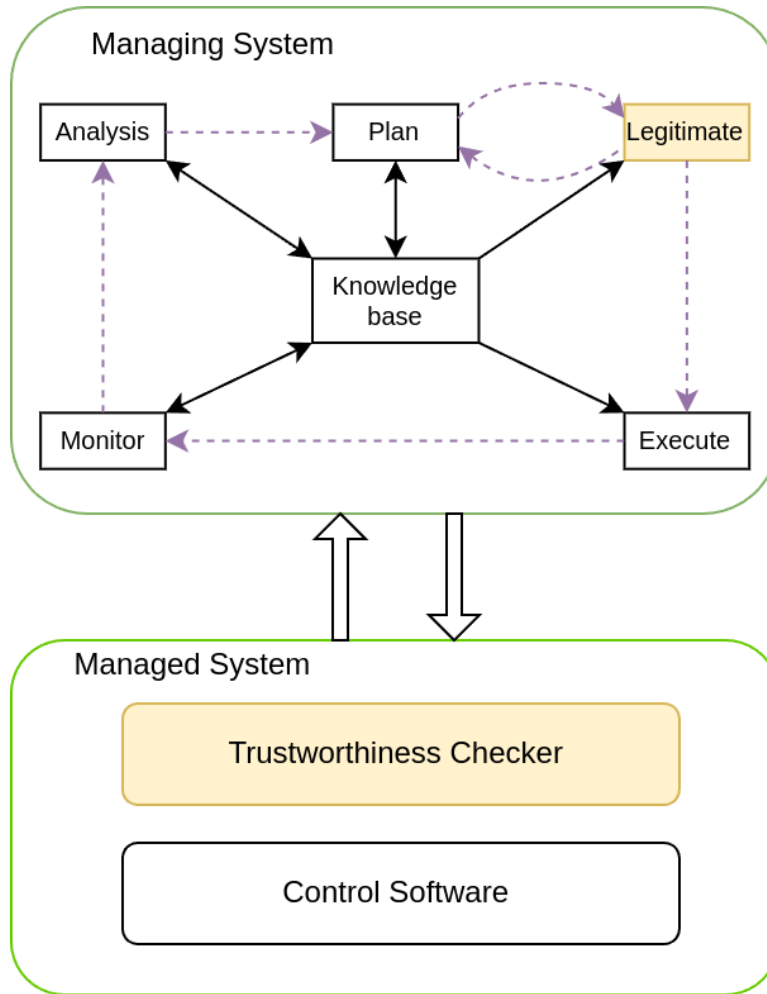 Managing System
Analysis
Plan
Legitimate
Knowledge
base
Monitor
Execute
Managed System
Trustworthiness Checker
Control Software